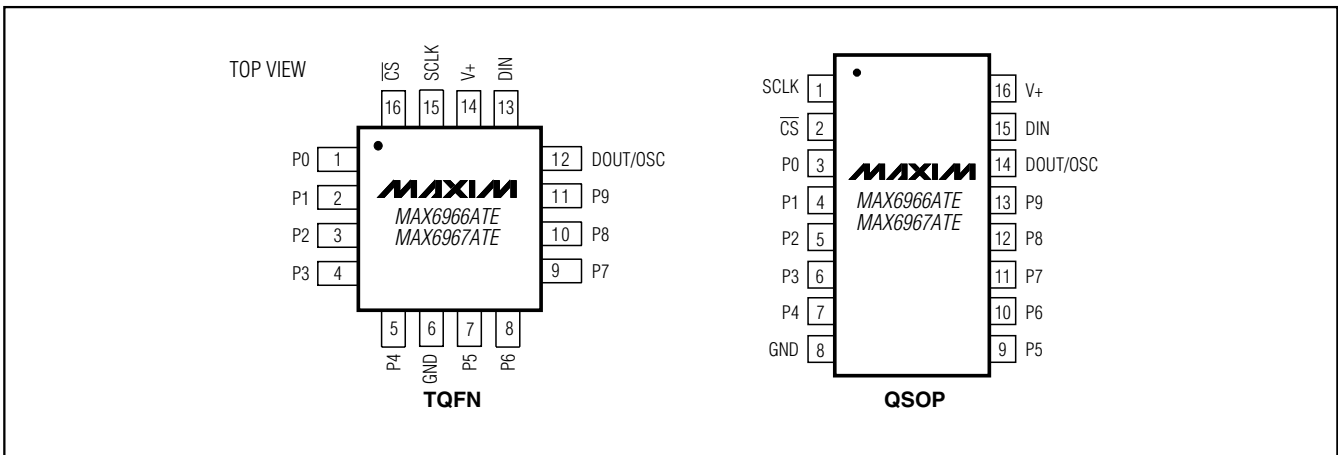 TOP VIEW
CS SCLK V+ DIN
16 15 14 13
P0 1
P1 2
P2 3
P3 4
MAXIM
MAX6966ATE
MAX6967ATE
12 DOUT/OSC
11 P9
10 P8
9 P7
5 6 7 8
P4 GND P5 P6
TQFN
SCLK 1
CS 2
P0 3
P1 4
P2 5
P3 6
P4 7
GND 8
MAXIM
MAX6966ATE
MAX6967ATE
16 V+
15 DIN
14 DOUT/OSC
13 P9
12 P8
11 P7
10 P6
9 P5
QSOP